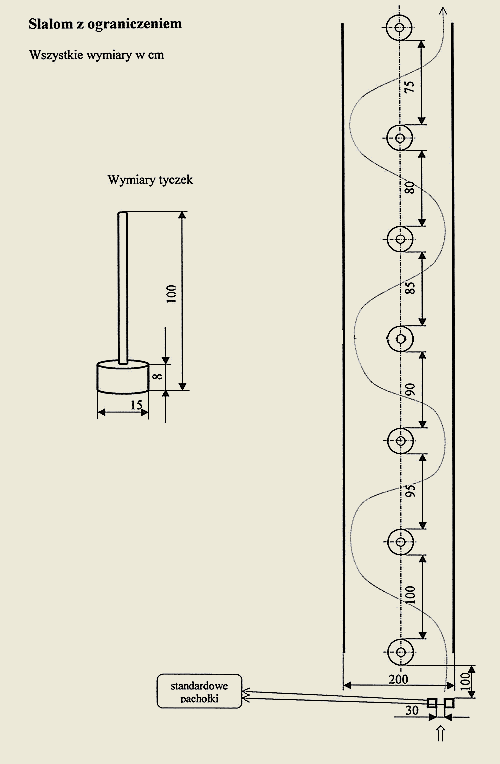 Slalom z ograniczeniem
Wszystkie wymiary w cm
75
80
Wymiary tyczek
85
100
8
15
90
95
100
200
100
standardowe
pachołki
30